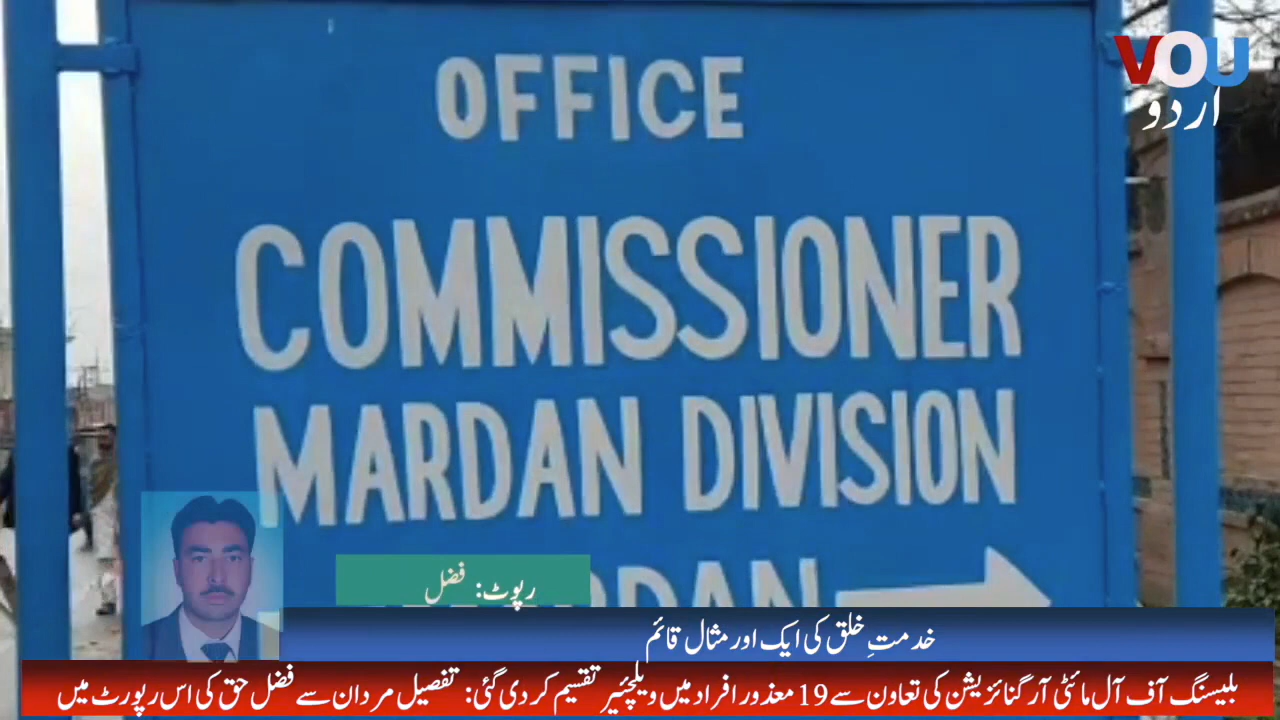 VOU
اردو
OFFICE
COMMISSIONER
MARDAN DIVISION
رپوٹ: فضل
خدمتِ خلق کی ایک اور مثال قائم
بلیسنگ آف آل مائٹی آرگنائزیشن کی تعاون سے 19 معذور افراد میں ویلچئیر تقسیم کر دی گئی: تفصیل مردان سے فضل حق کی اس رپورٹ میں